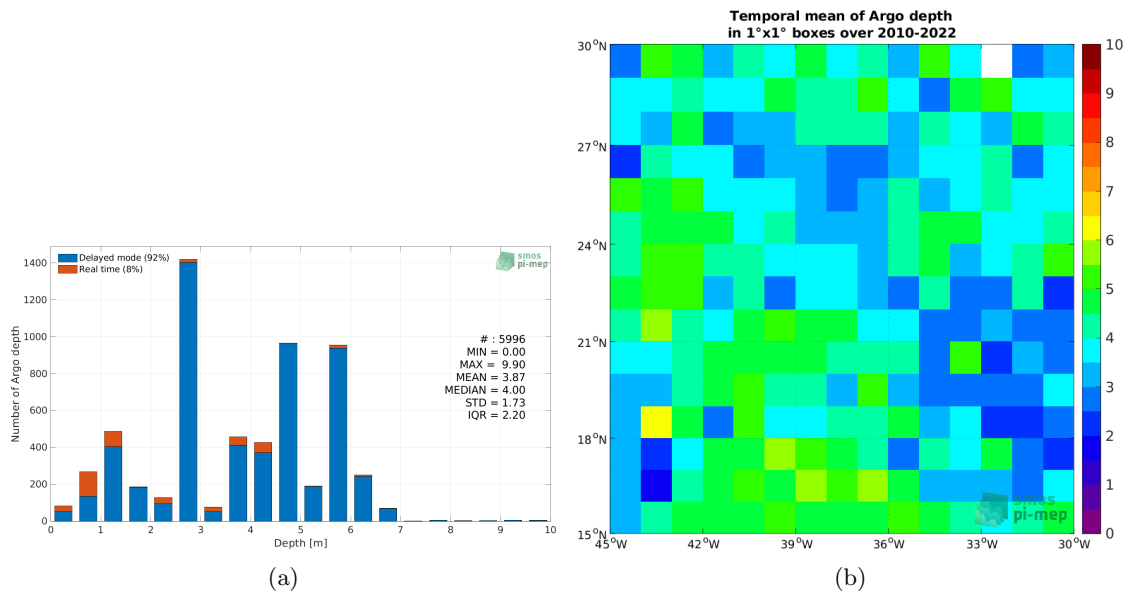 Delayed mode (92%)
Real time (8%)
smos
pi-mep
# : 5996
MIN = 0.00
MAX = 9.90
MEAN = 3.87
MEDIAN = 4.00
STD = 1.73
IQR = 2.20
Number of Argo depth
1400
1200
1000
800
600
400
200
0
0 1 2 3 4 5 6 7 8 9 10
Depth [m]
(a)
Temporal mean of Argo depth
in 1°x1° boxes over 2010-2022
30°N
27°N
24°N
21°N
18°N
15°N
45°W 42°W 39°W 36°W 33°W 30°W
smos
pi-mep
10
9
8
7
6
5
4
3
2
1
0
(b)